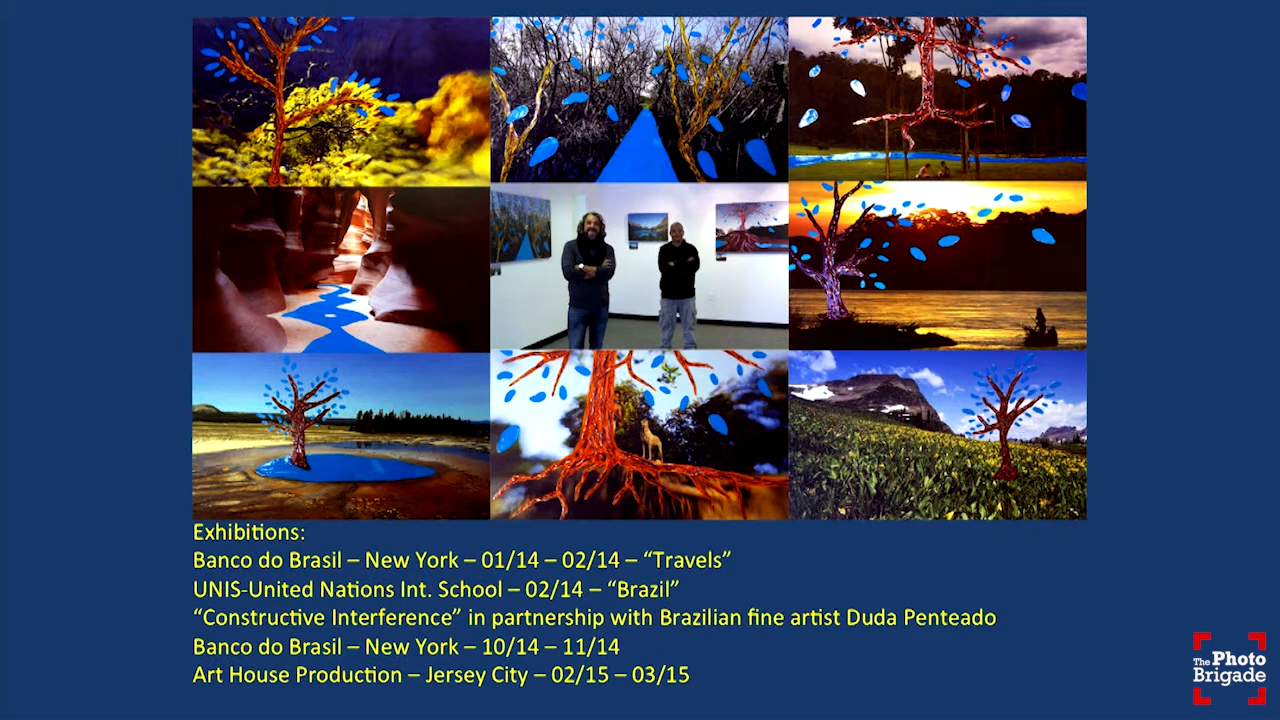 Exhibitions:
Banco do Brasil – New York – 01/14 – 02/14 – “Travels”
UNIS-United Nations Int. School – 02/14 – “Brazil”
“Constructive Interference” in partnership with Brazilian fine artist Duda Penteado
Banco do Brasil – New York – 10/14 – 11/14
Art House Production – Jersey City – 02/15 – 03/15
The Photo
Brigade